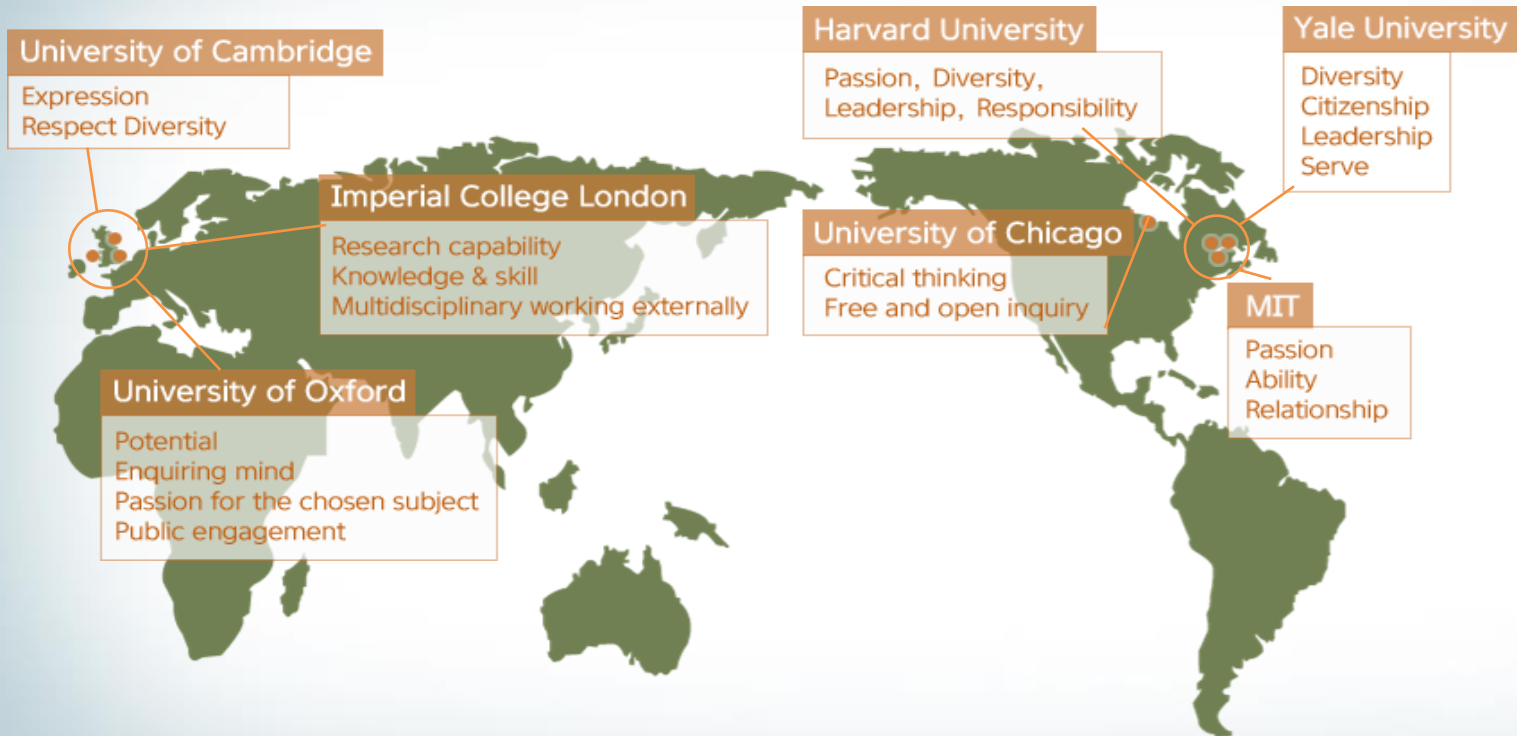 University of Cambridge
Expression
Respect Diversity
Imperial College London
Research capability
Knowledge & skill
Multidisciplinary working externally
University of Oxford
Potential
Enquiring mind
Passion for the chosen subject
Public engagement
Harvard University
Passion, Diversity,
Leadership, Responsibility
Yale University
Diversity
Citizenship
Leadership
Serve
University of Chicago
Critical thinking
Free and open inquiry
MIT
Passion
Ability
Relationship